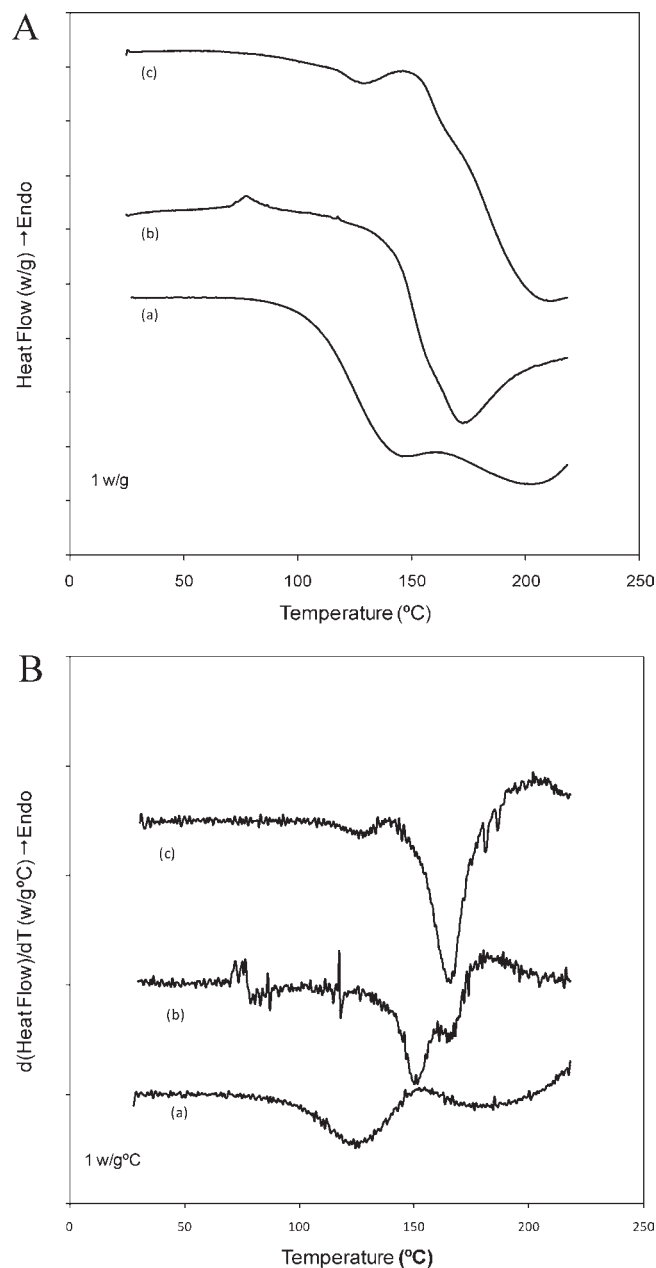 A
Heat Flow (w/g) →Endo
(c)
(b)
(a)
1 w/g
0 50 100 150 200 250
Temperature (ºC)
B
d(Heat Flow)/dT (w/gºC) →Endo
(c)
(b)
(a)
1 w/gºC
0 50 100 150 200 250
Temperature (ºC)